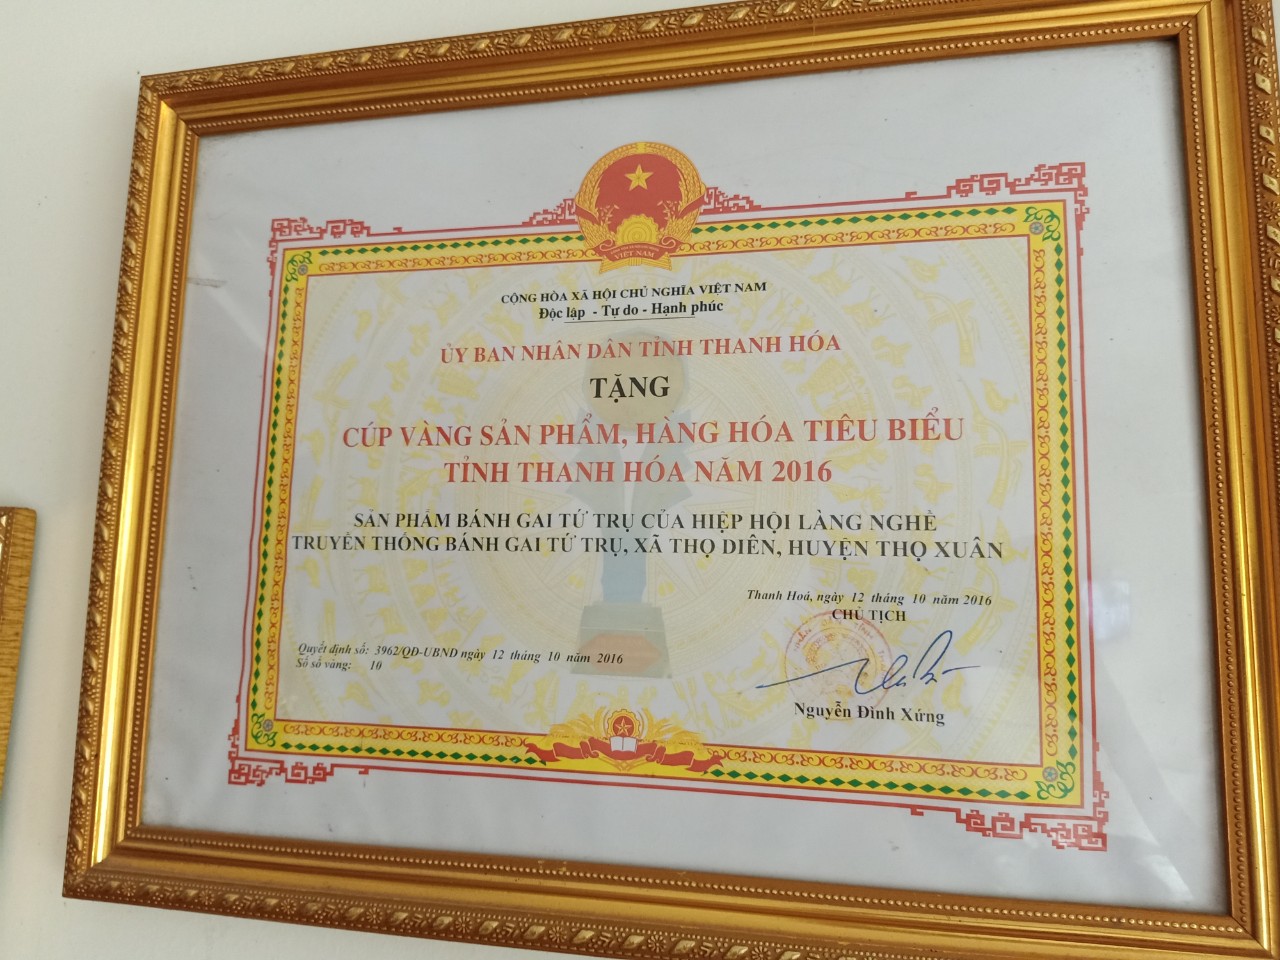 VIỆT NAM
CỘNG HÒA XÃ HỘI CHỦ NGHĨA VIỆT NAM
Độc lập - Tự do - Hạnh phúc
ỦY BAN NHÂN DÂN TỈNH THANH HÓA
TẶNG
CÚP VÀNG SẢN PHẨM, HÀNG HÓA TIÊU BIỂU
TỈNH THANH HÓA NĂM 2016
SẢN PHẨM BÁNH GAI TỨ TRỤ CỦA HIỆP HỘI LÀNG NGHỀ
TRUYỀN THỐNG BÁNH GAI TỨ TRỤ, XÃ THỌ DIÊN, HUYỆN THỌ XUÂN
Thanh Hoá, ngày 12 tháng 10 năm 2016
CHỦ TỊCH
Quyết định số: 3962/QĐ-UBND ngày 12 tháng 10 năm 2016
Số sổ vàng: 10
Nguyễn Đình Xứng